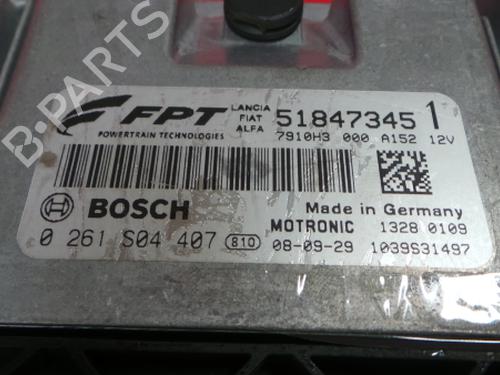 FPT
POWERTRAIN TECHNOLOGIES
LANCIA
FIAT
ALFA
51847345 1
7910H3 000 A152 12V
BOSCH
Made in Germany
0 261 S04 407 810
MOTRONIC 1328 0109
08-09-29 1039S31497
B-PARTS